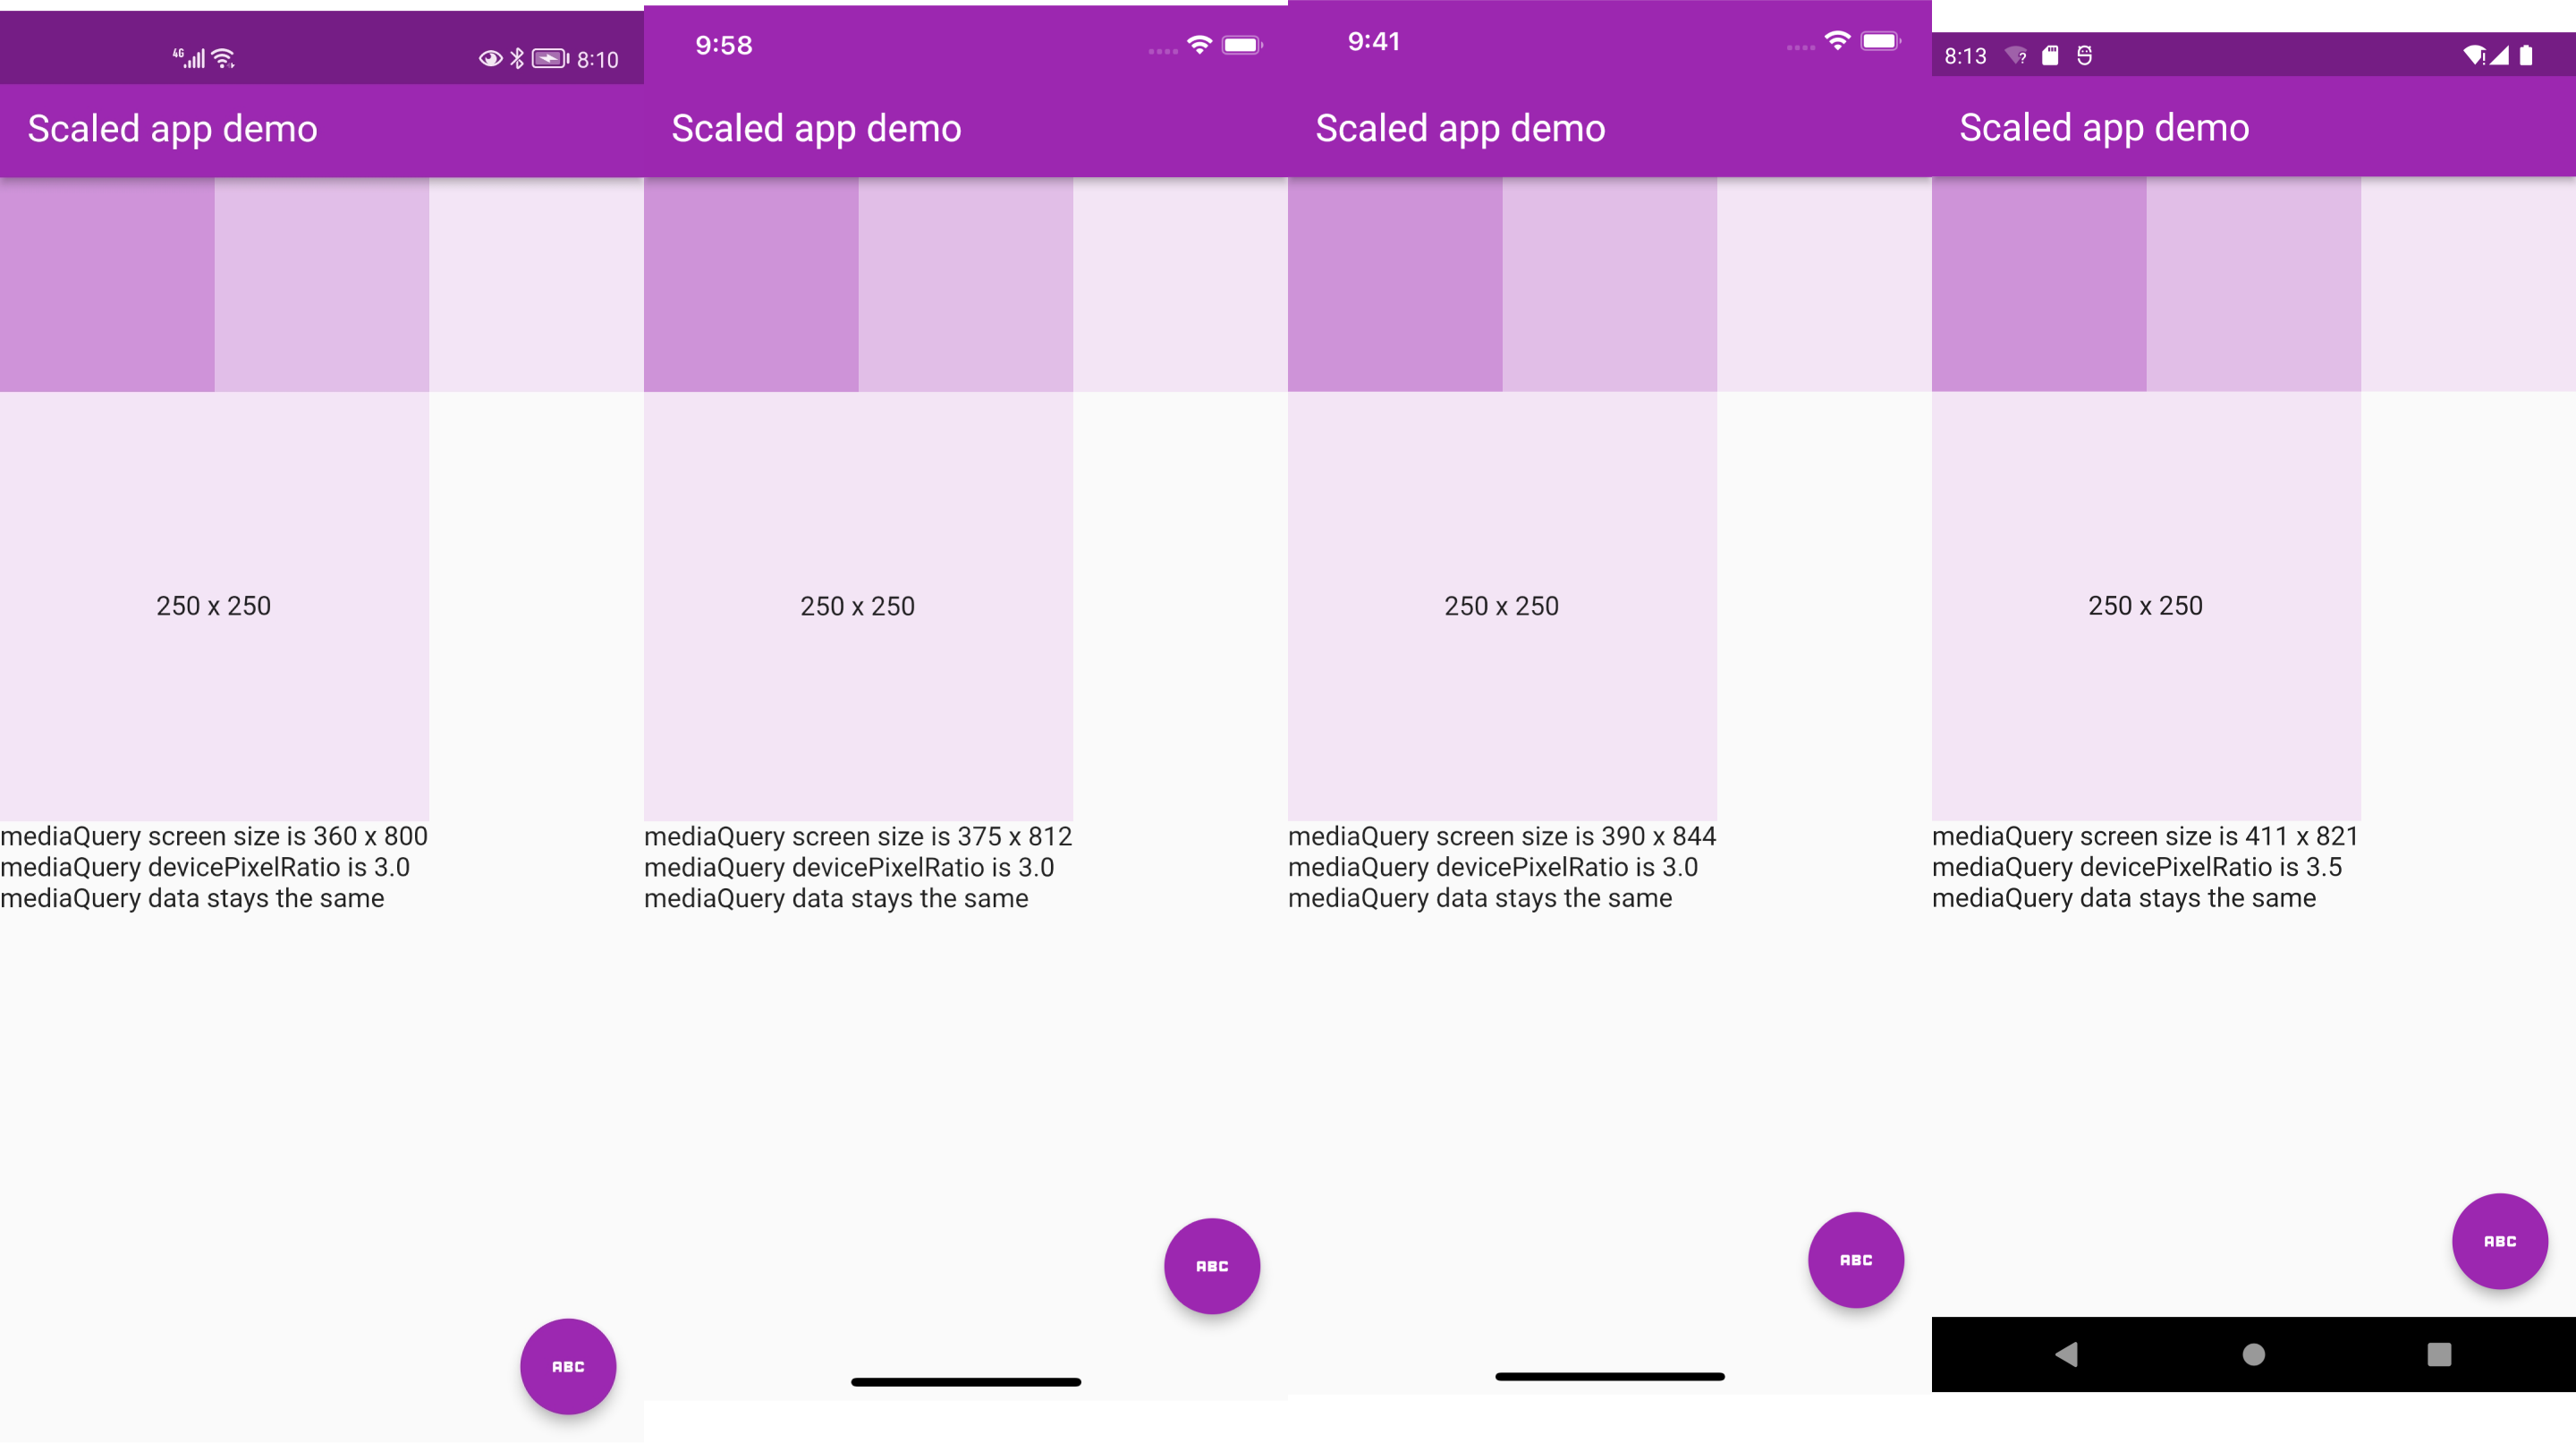 4G 8:10
Scaled app demo
250 x 250
mediaQuery screen size is 360 x 800
mediaQuery devicePixelRatio is 3.0
mediaQuery data stays the same
ABC
9:58
Scaled app demo
250 x 250
mediaQuery screen size is 375 x 812
mediaQuery devicePixelRatio is 3.0
mediaQuery data stays the same
ABC
9:41
Scaled app demo
250 x 250
mediaQuery screen size is 390 x 844
mediaQuery devicePixelRatio is 3.0
mediaQuery data stays the same
ABC
8:13
Scaled app demo
250 x 250
mediaQuery screen size is 411 x 821
mediaQuery devicePixelRatio is 3.5
mediaQuery data stays the same
ABC